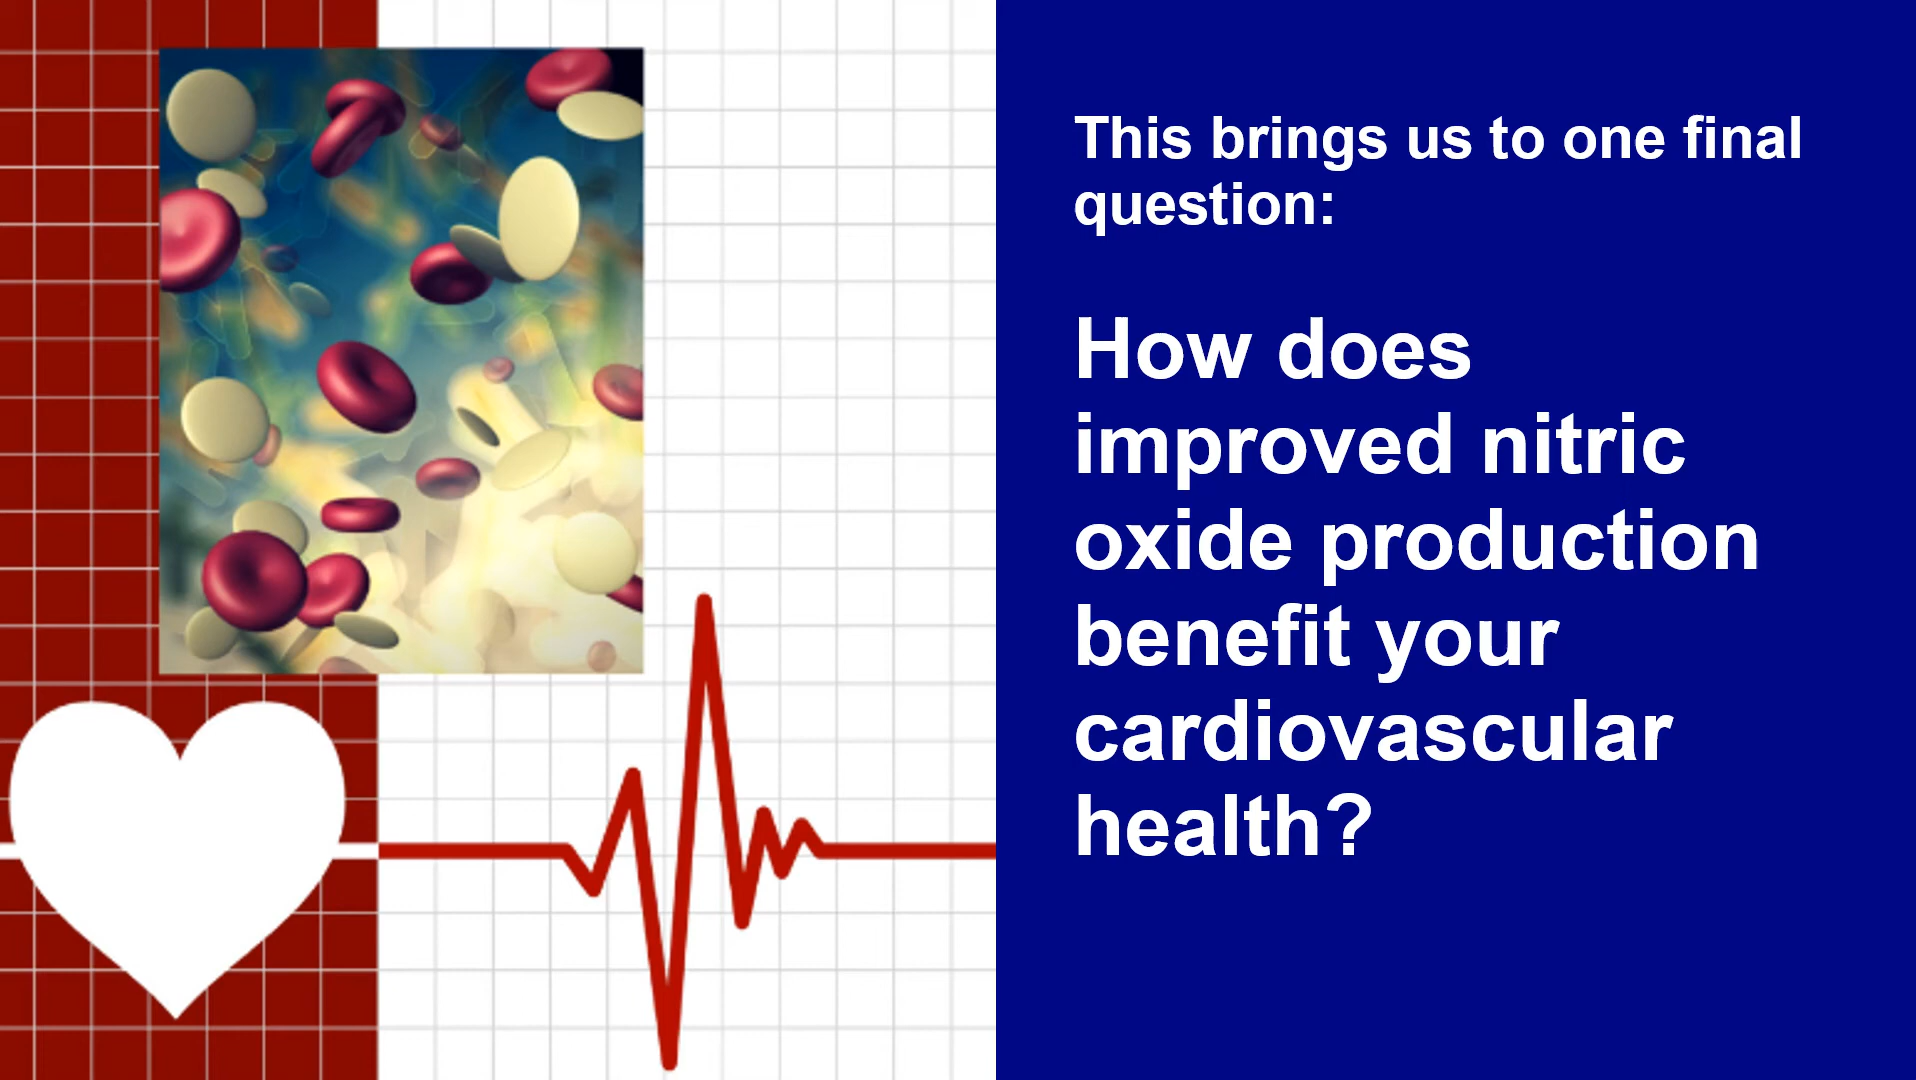 This brings us to one final
question:
How does
improved nitric
oxide production
benefit your
cardiovascular
health?